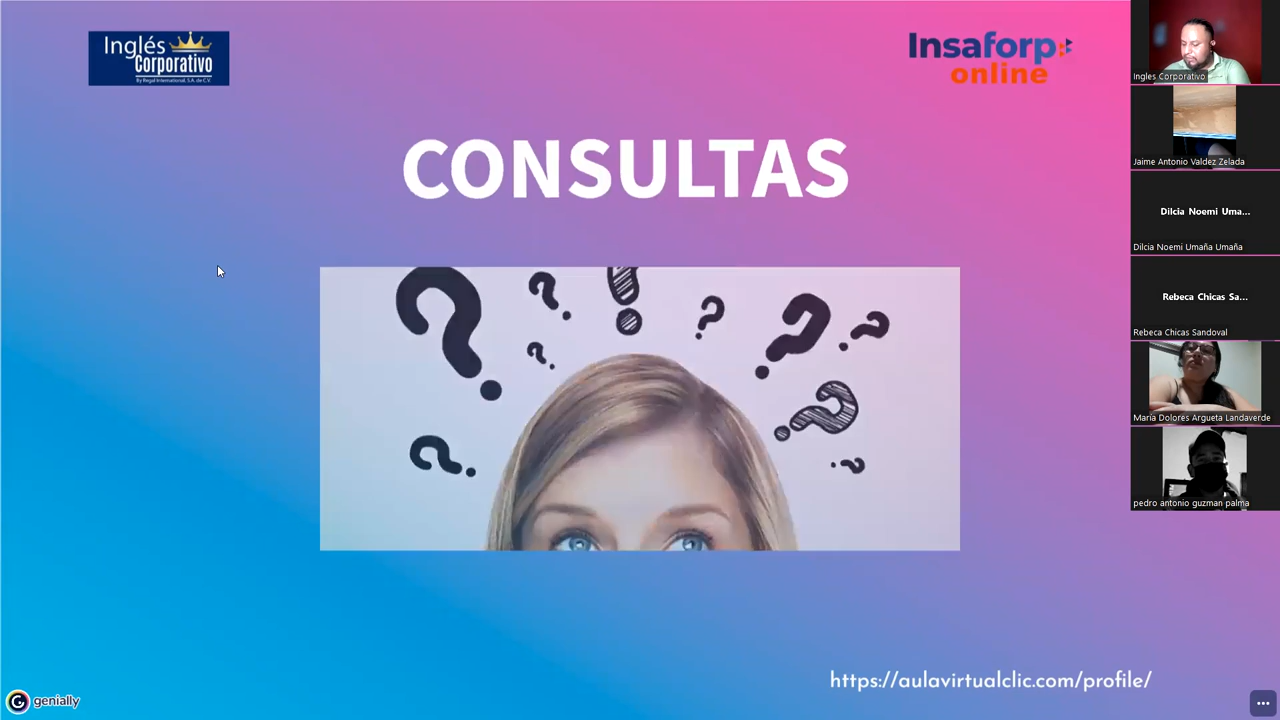 Inglés
Corporativo
By Regal International, S.A. de C.V.
Insaforp
online
CONSULTAS
https://aulavirtualclic.com/profile/
genially
Ingles Corporativo
Jaime Antonio Valdez Zelada
Dilcia Noemi Uma...
Dilcia Noemi Umaña Umaña
Rebeca Chicas Sa...
Rebeca Chicas Sandoval
María Dolores Argueta Landaverde
pedro antonio guzman palma